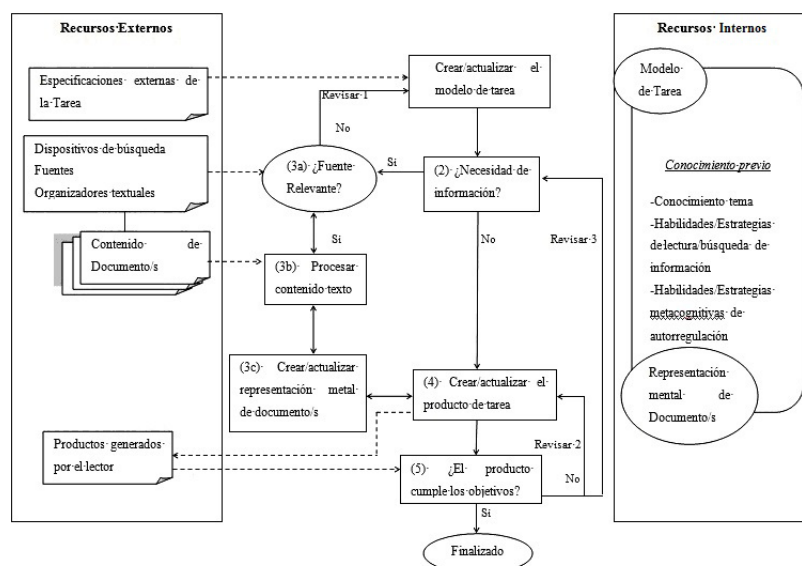 Recursos Externos
Especificaciones externas de
la Tarea
Dispositivos de búsqueda
Fuentes
Organizadores textuales
Contenido de
Documento/s
Productos generados
por el lector
Crear/actualizar el
modelo de tarea
Revisar 1
No
(3a) ¿Fuente
Relevante?
Si
(2) ¿Necesidad de
información?
Si
No
Revisar 3
(3b) Procesar
contenido texto
(3c) Crear/actualizar
representación metal
de documento/s
(4) Crear/actualizar el
producto de tarea
Revisar 2
No
(5) ¿El producto
cumple los objetivos?
Si
Finalizado
Recursos Internos
Modelo
de Tarea
Conocimiento previo
-Conocimiento tema
-Habilidades/Estrategias
de lectura/búsqueda de
información
-Habilidades/Estrategias
metacognitivas de
autorregulación
Representación
mental de
Documento/s